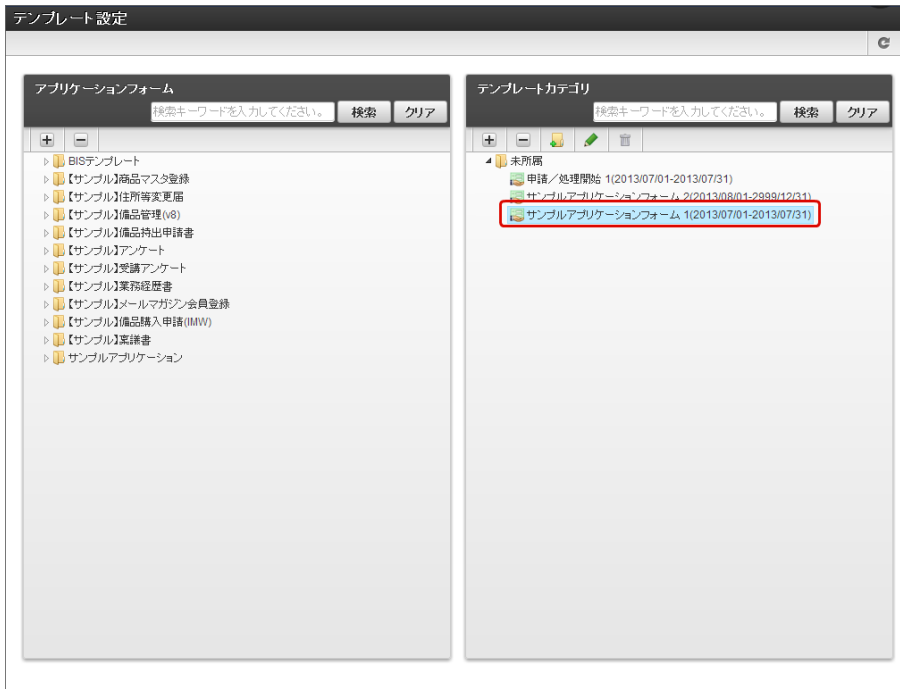 テンプレート設定
アプリケーションフォーム
検索キーワードを入力してください。 検索 クリア
BISテンプレート
【サンプル】商品マスタ登録
【サンプル】住所等変更届
【サンプル】備品管理(v8)
【サンプル】備品持出申請書
【サンプル】アンケート
【サンプル】受講アンケート
【サンプル】業務経歴書
【サンプル】メールマガジン会員登録
【サンプル】備品購入申請(IMW)
【サンプル】稟議書
サンプルアプリケーション
テンプレートカテゴリ
検索キーワードを入力してください。 検索 クリア
未所属
申請／処理開始 1(2013/07/01-2013/07/31)
サンプルアプリケーションフォーム 2(2013/08/01-2999/12/31)
サンプルアプリケーションフォーム 1(2013/07/01-2013/07/31)